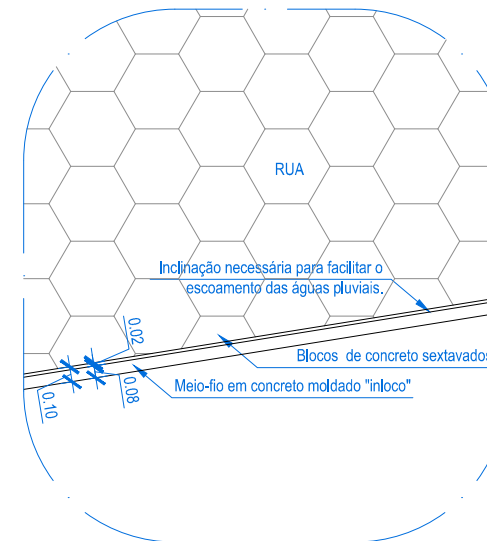 RUA
Inclinação necessária para facilitar o
escoamento das águas pluviais.
0.02
Blocos de concreto sextavados
Meio-fio em concreto moldado "inloco"
0.08
0.10